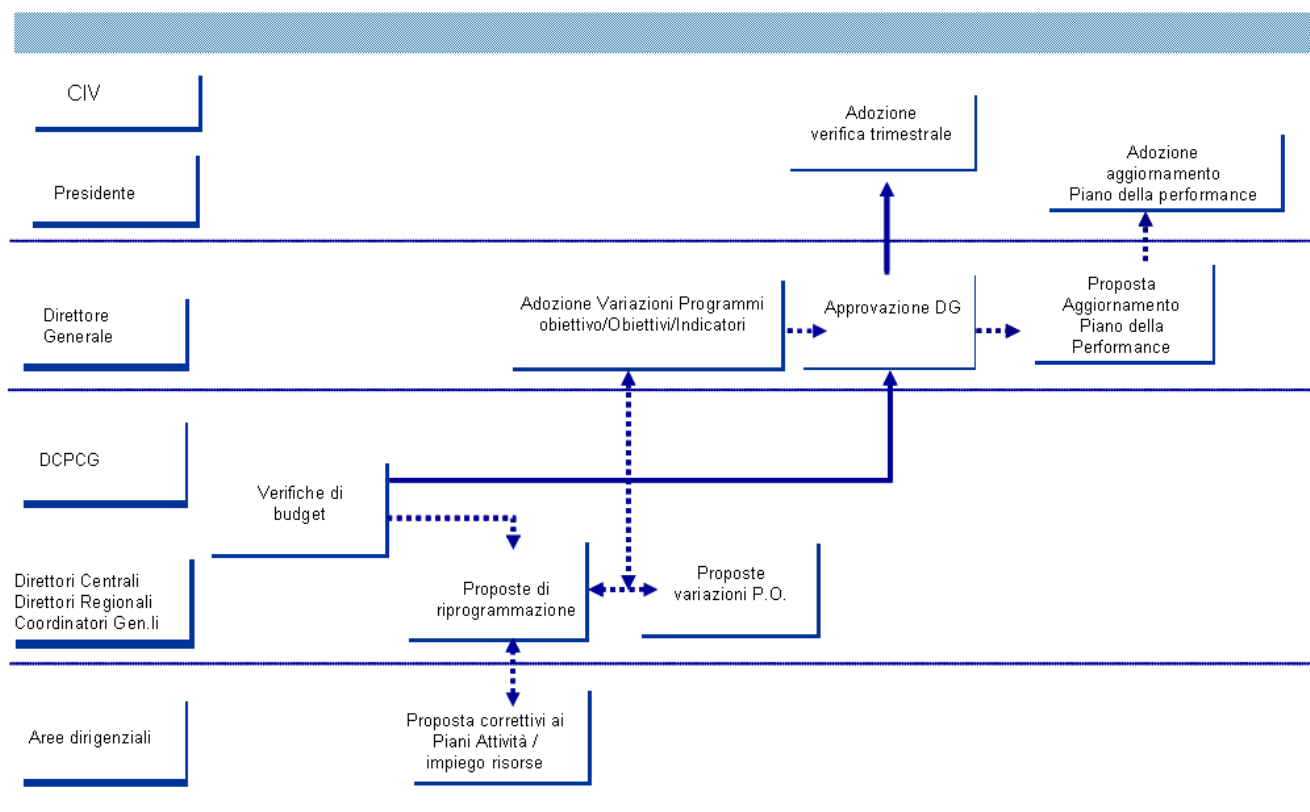 CIV
Adozione
verifica trimestrale
Adozione
aggiornamento
Piano della performance
Presidente
Direttore
Generale
Adozione Variazioni Programmi
obiettivo/Obiettivi/Indicatori
Approvazione DG
Proposta
Aggiornamento
Piano della
Performance
DCPCG
Verifiche di
budget
Direttori Centrali
Direttori Regionali
Coordinatori Gen.li
Proposte di
riprogrammazione
Proposte
variazioni P.O.
Aree dirigenziali
Proposta correttivi ai
Piani Attività /
impiego risorse